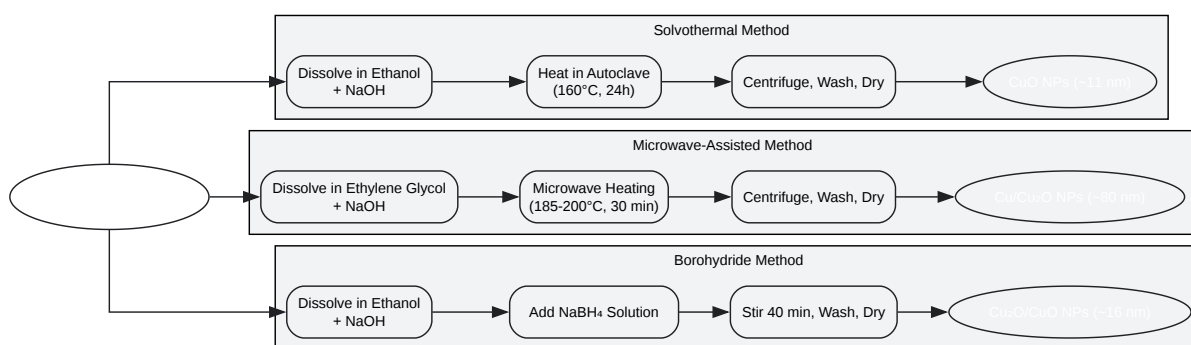 Solvothermal Method
Dissolve in Ethanol
+ NaOH
Heat in Autoclave
(160°C, 24h)
Centrifuge, Wash, Dry
CuO NPs (~11 nm)
Microwave-Assisted Method
Dissolve in Ethylene Glycol
+ NaOH
Microwave Heating
(185-200°C, 30 min)
Centrifuge, Wash, Dry
Cu/Cu₂O NPs (~80 nm)
Borohydride Method
Dissolve in Ethanol
+ NaOH
Add NaBH₄ Solution
Stir 40 min, Wash, Dry
Cu₂O/CuO NPs (~16 nm)